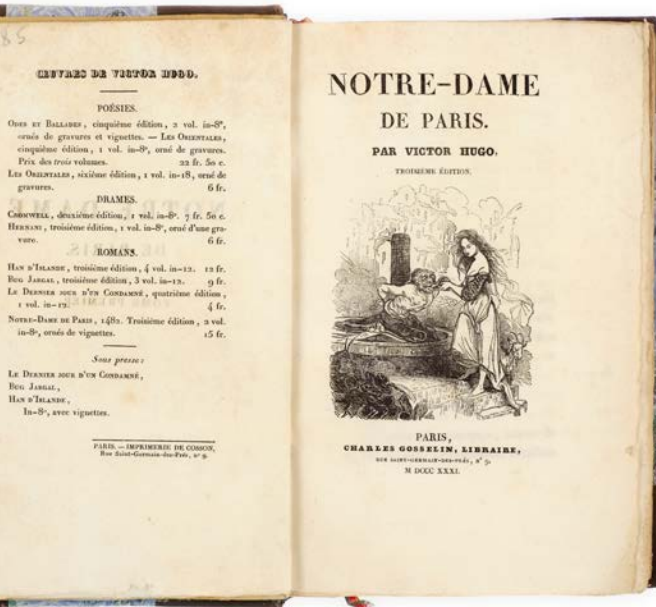 85
ŒUVRES DE VICTOR HUGO.
POÉSIES.
Odes et Ballades, cinquième édition, 2 vol. in-8°,
ornés de gravures et vignettes. — Les Orientales,
cinquième édition, 1 vol. in-8°, orné de gravures.
Prix des trois volumes. 22 fr. 50 c.
Les Orientales, sixième édition, 1 vol. in-18, orné de
gravures. 6 fr.
DRAMES.
Cromwell, deuxième édition, 1 vol. in-8°. 7 fr. 50 c.
Hernani, troisième édition, 1 vol. in-8°, orné d'une gra-
vure. 6 fr.
ROMANS.
Han d'Islande, troisième édition, 4 vol. in-12. 12 fr.
Bug Jargal, troisième édition, 3 vol. in-12. 9 fr.
Le Dernier jour d'un Condamné, quatrième édition,
1 vol. in-12. 4 fr.
Notre-Dame de Paris, 1482. Troisième édition, 2 vol.
in-8°, ornés de vignettes. 15 fr.
Sous presse:
Le Dernier jour d'un Condamné,
Bug Jargal,
Han d'Islande,
In-8°, avec vignettes.
PARIS. — IMPRIMERIE DE COSSON,
Rue Saint-Germain-des-Prés, n° 9.
NOTRE-DAME
DE PARIS.
PAR VICTOR HUGO.
TROISIÈME ÉDITION.
PARIS,
CHARLES GOSSELIN, LIBRAIRE,
RUE SAINT-GERMAIN-DES-PRÉS, N° 9.
M DCCC XXXI.